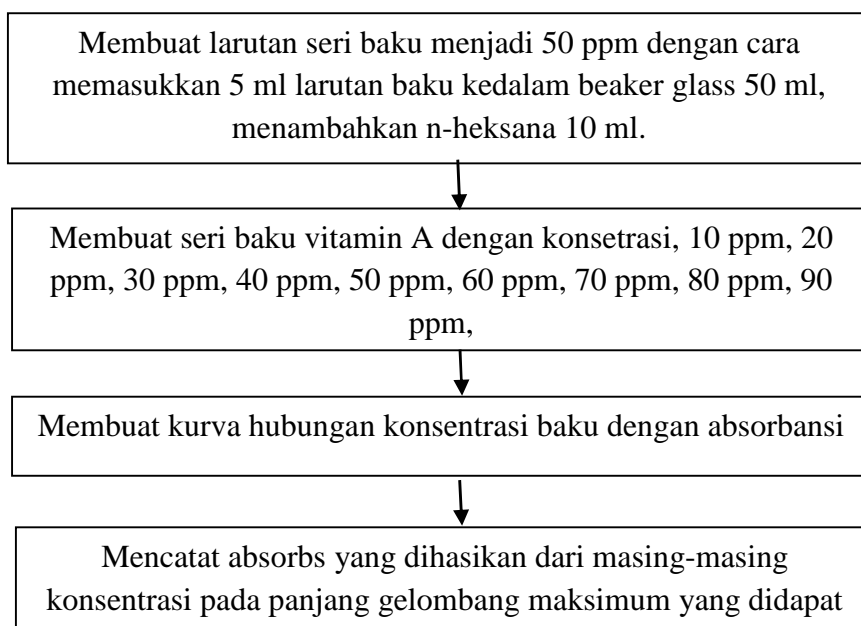 Membuat larutan seri baku menjadi 50 ppm dengan cara
memasukkan 5 ml larutan baku kedalam beaker glass 50 ml,
menambahkan n-heksana 10 ml.
Membuat seri baku vitamin A dengan konsetrasi, 10 ppm, 20
ppm, 30 ppm, 40 ppm, 50 ppm, 60 ppm, 70 ppm, 80 ppm, 90
ppm,
Membuat kurva hubungan konsentrasi baku dengan absorbansi
Mencatat absorbs yang dihasikan dari masing-masing
konsentrasi pada panjang gelombang maksimum yang didapat